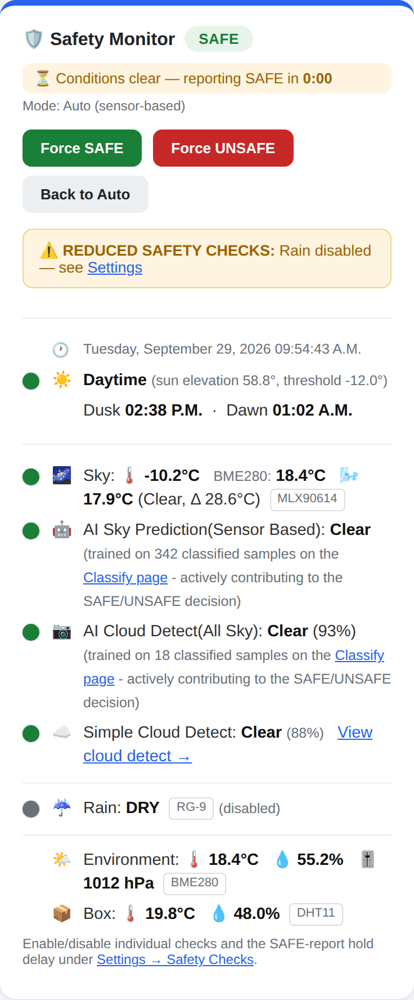 🛡️ Safety Monitor SAFE
⏳ Conditions clear — reporting SAFE in 0:00
Mode: Auto (sensor-based)
Force SAFE Force UNSAFE
Back to Auto
⚠️ REDUCED SAFETY CHECKS: Rain disabled
— see Settings
🕐 Tuesday, September 29, 2026 09:54:43 A.M.
☀️ Daytime (sun elevation 58.8°, threshold -12.0°)
Dusk 02:38 P.M. · Dawn 01:02 A.M.
🌌 Sky: 🌡️ -10.2°C BME280: 18.4°C 🌬️
17.9°C (Clear, Δ 28.6°C) MLX90614
🤖 AI Sky Prediction(Sensor Based): Clear
(trained on 342 classified samples on the
Classify page - actively contributing to the
SAFE/UNSAFE decision)
📷 AI Cloud Detect(All Sky): Clear (93%)
(trained on 18 classified samples on the Classify
page - actively contributing to the SAFE/UNSAFE
decision)
☁️ Simple Cloud Detect: Clear (88%) View
cloud detect →
☔ Rain: DRY RG-9 (disabled)
🌤️ Environment: 🌡️ 18.4°C 💧 55.2% 🎚️
1012 hPa BME280
📦 Box: 🌡️ 19.8°C 💧 48.0% DHT11
Enable/disable individual checks and the SAFE-report hold
delay under Settings → Safety Checks.